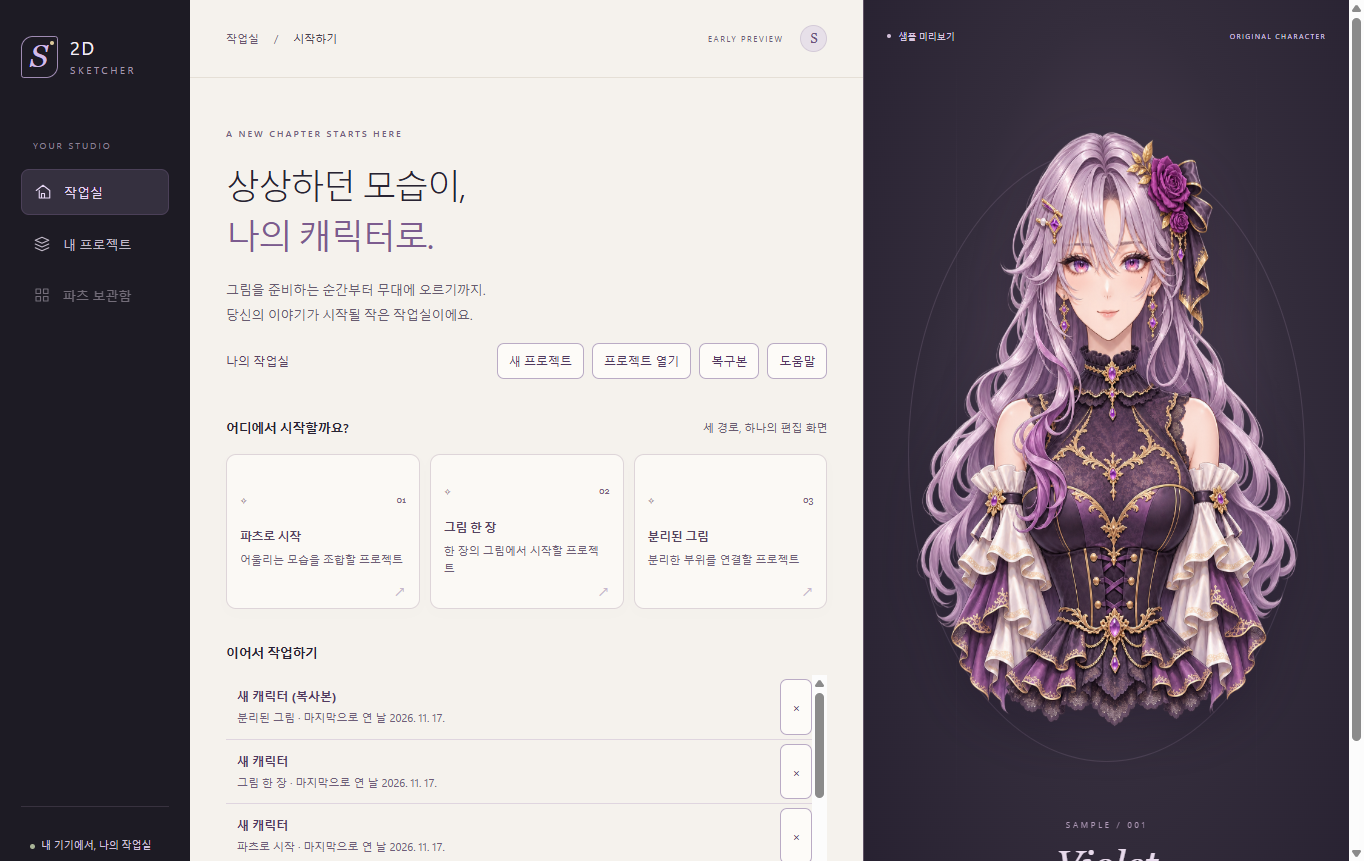 S
2D
SKETCHER
YOUR STUDIO
작업실
내 프로젝트
파츠 보관함
내 기기에서, 나의 작업실
작업실 / 시작하기
EARLY PREVIEW
S
A NEW CHAPTER STARTS HERE
상상하던 모습이,
나의 캐릭터로.
그림을 준비하는 순간부터 무대에 오르기까지.
당신의 이야기가 시작될 작은 작업실이에요.
나의 작업실
새 프로젝트
프로젝트 열기
복구본
도움말
어디에서 시작할까요?
세 경로, 하나의 편집 화면
01
파츠로 시작
어울리는 모습을 조합할 프로젝트
↗
02
그림 한 장
한 장의 그림에서 시작할 프로젝
트
↗
03
분리된 그림
분리한 부위를 연결할 프로젝트
↗
이어서 작업하기
새 캐릭터 (복사본)
분리된 그림 · 마지막으로 연 날 2026. 11. 17.
×
새 캐릭터
그림 한 장 · 마지막으로 연 날 2026. 11. 17.
×
새 캐릭터
파츠로 시작 · 마지막으로 연 날 2026. 11. 17.
×
샘플 미리보기
ORIGINAL CHARACTER
SAMPLE / 001
Violet